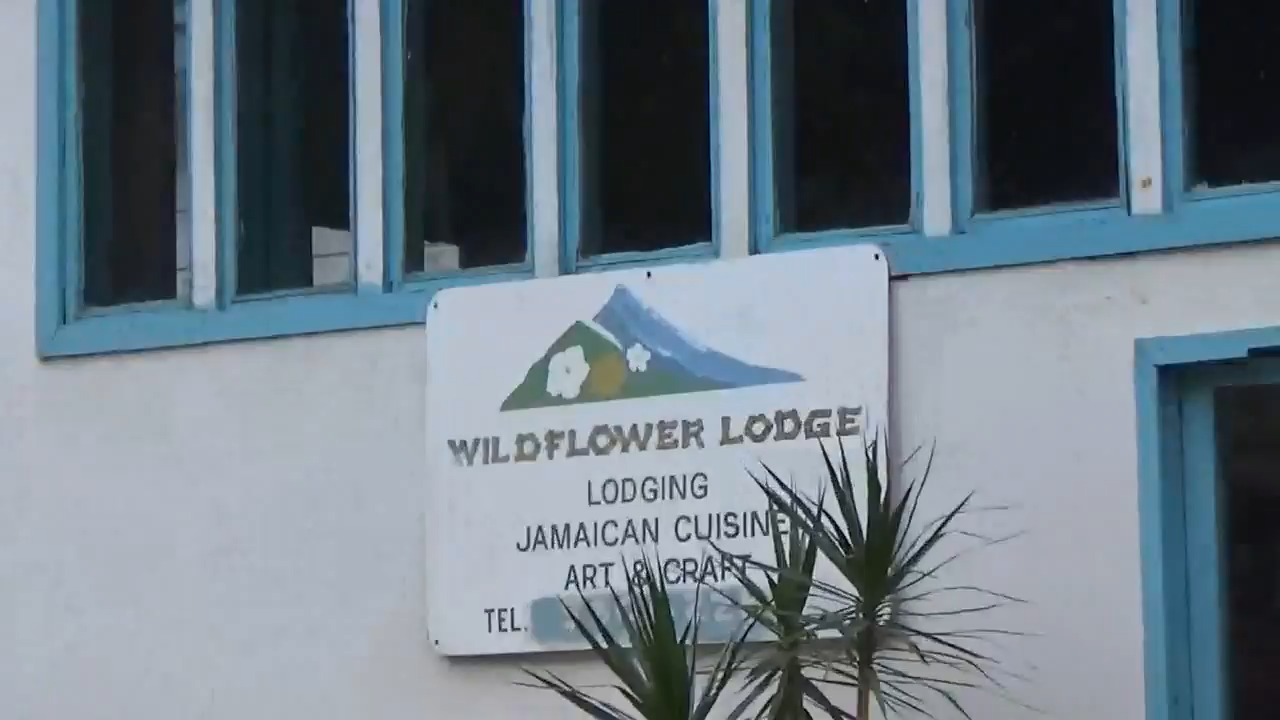 WILDFLOWER LODGE
LODGING
JAMAICAN CUISINE
ART & CRAFT
TEL.